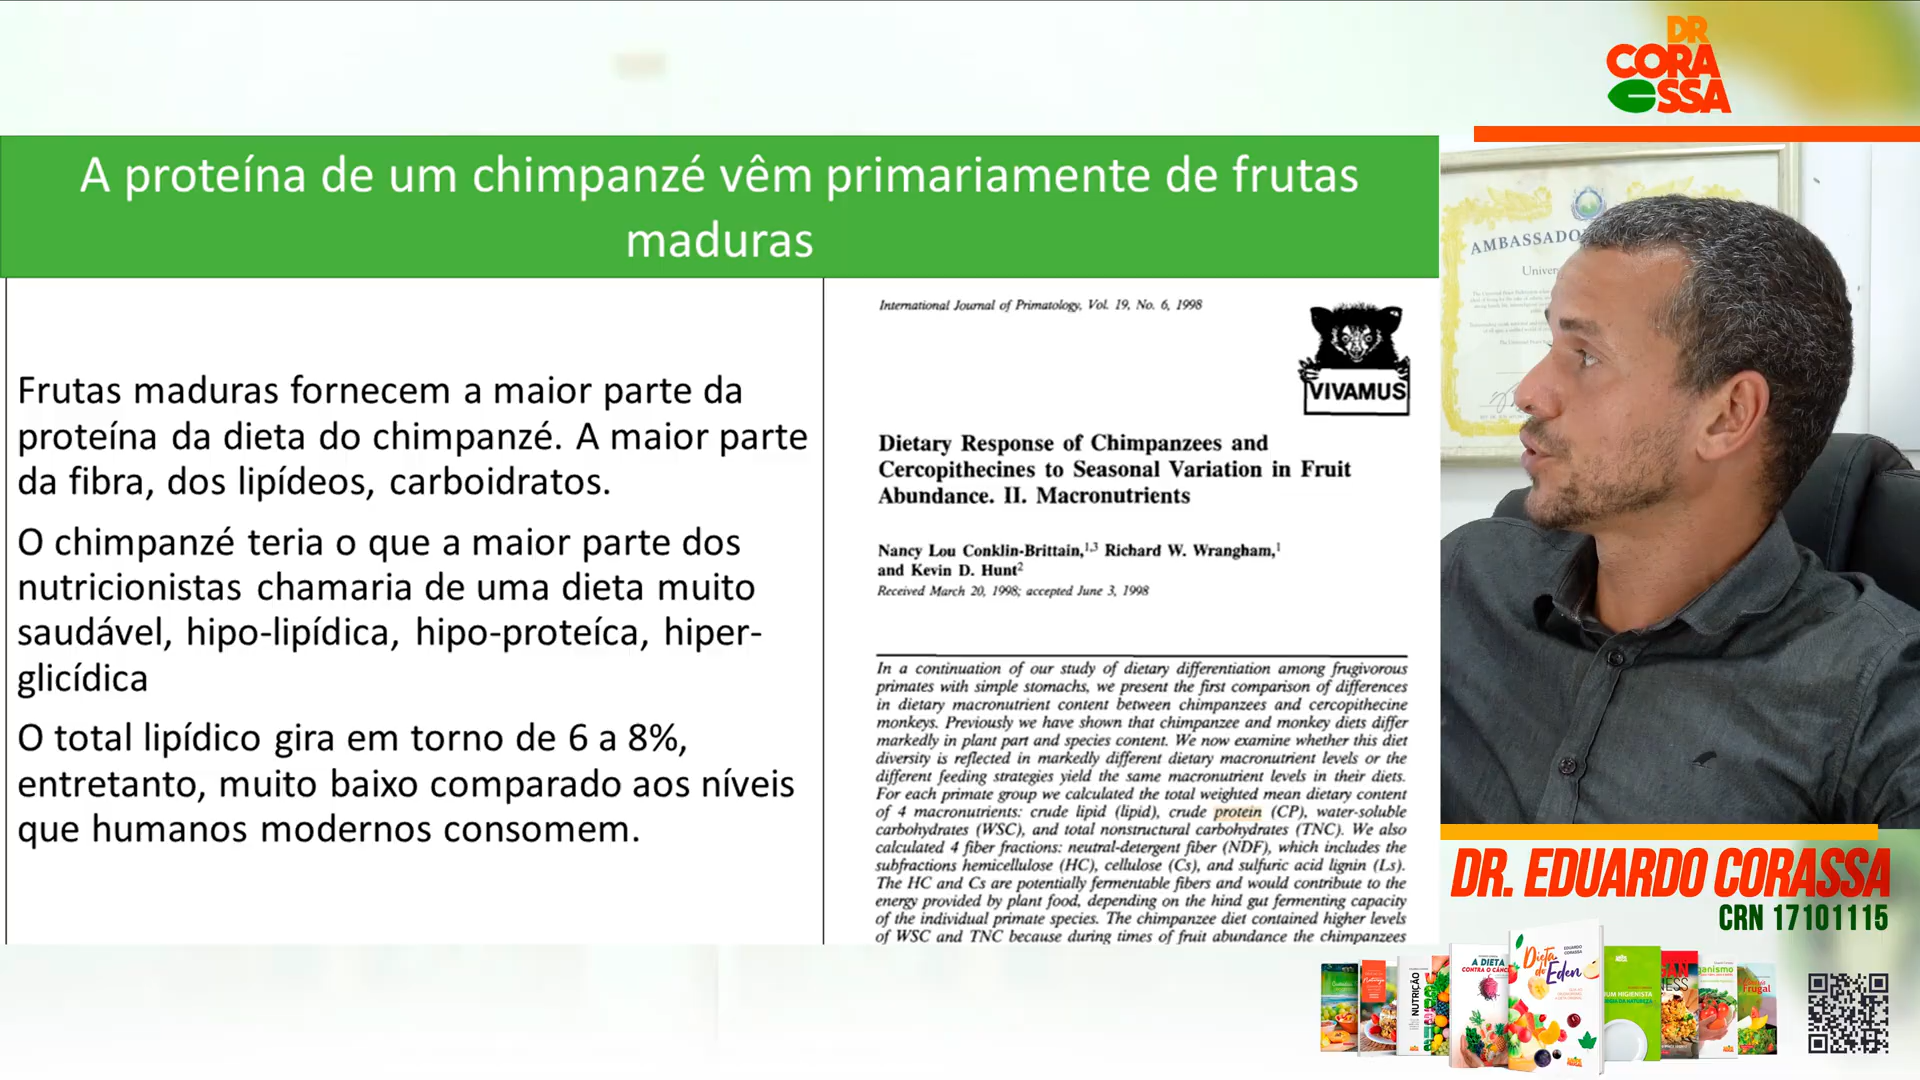 DR
CORA
SSA
A proteína de um chimpanzé vêm primariamente de frutas
maduras
Frutas maduras fornecem a maior parte da
proteína da dieta do chimpanzé. A maior parte
da fibra, dos lipídeos, carboidratos.
O chimpanzé teria o que a maior parte dos
nutricionistas chamaria de uma dieta muito
saudável, hipo-lipídica, hipo-proteíca, hiper-
glicídica
O total lipídico gira em torno de 6 a 8%,
entretanto, muito baixo comparado aos níveis
que humanos modernos consomem.
International Journal of Primatology, Vol. 19, No. 6, 1998
VIVAMUS
Dietary Response of Chimpanzees and
Cercopithecines to Seasonal Variation in Fruit
Abundance. II. Macronutrients
Nancy Lou Conklin-Brittain,1,3 Richard W. Wrangham,1
and Kevin D. Hunt2
Received March 20, 1998; accepted June 3, 1998
In a continuation of our study of dietary differentiation among frugivorous
primates with simple stomachs, we present the first comparison of differences
in dietary macronutrient content between chimpanzees and cercopithecine
monkeys. Previously we have shown that chimpanzee and monkey diets differ
markedly in plant part and species content. We now examine whether this diet
diversity is reflected in markedly different dietary macronutrient levels or the
different feeding strategies yield the same macronutrient levels in their diets.
For each primate group we calculated the total weighted mean dietary content
of 4 macronutrients: crude lipid (lipid), crude protein (CP), water-soluble
carbohydrates (WSC), and total nonstructural carbohydrates (TNC). We also
calculated 4 fiber fractions: neutral-detergent fiber (NDF), which includes the
subfractions hemicellulose (HC), cellulose (Cs), and sulfuric acid lignin (Ls).
The HC and Cs are potentially fermentable fibers and would contribute to the
energy provided by plant food, depending on the hind gut fermenting capacity
of the individual primate species. The chimpanzee diet contained higher levels
of WSC and TNC because during times of fruit abundance the chimpanzees
AMBASSADO
Univer
DR. EDUARDO CORASSA
CRN 17101115
NUTRIÇÃO
A DIETA
CONTRA O CÂNC
EDUARDO
CORASSA
Dieta
do
Eden
UM HIGIENISTA
GAN
NESS
ganismo
Frugal